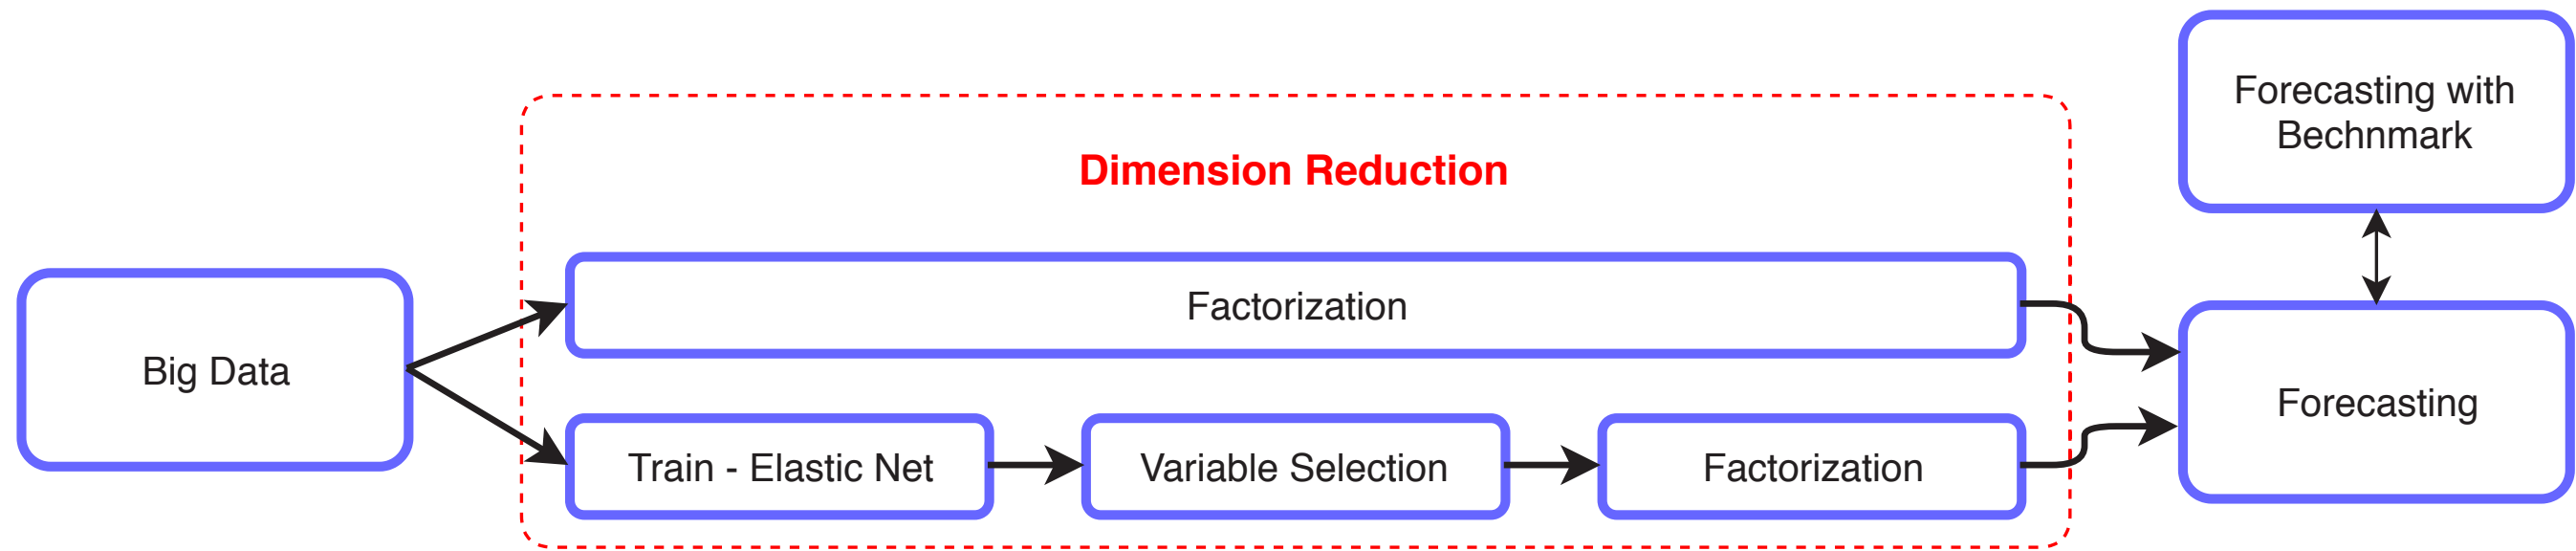 Forecasting with
Bechnmark
Dimension Reduction
Factorization
Big Data
Forecasting
Train - Elastic Net
Variable Selection
Factorization